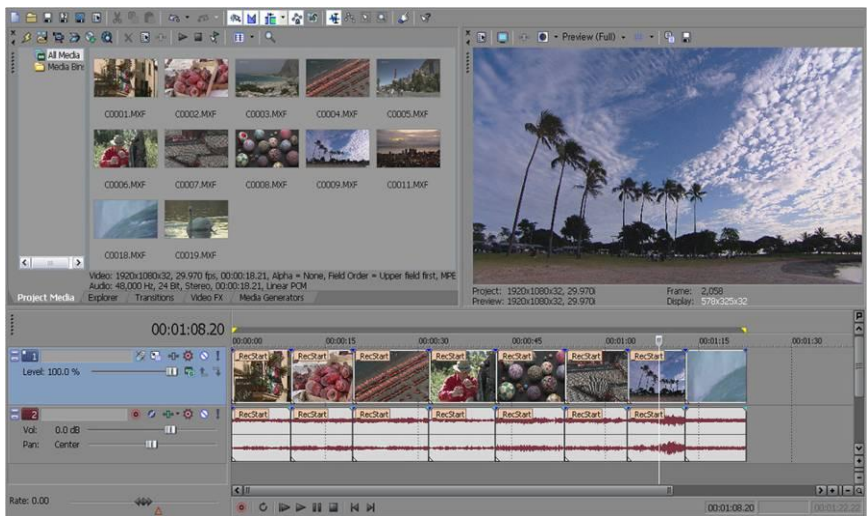 Preview (Full)
All Media
Media Bins
C0001.MXF C0002.MXF C0003.MXF C0004.MXF C0005.MXF
C0006.MXF C0007.MXF C0008.MXF C0009.MXF C0011.MXF
C0018.MXF C0019.MXF
Video: 1920x1080x32, 29.970 fps, 00:00:18.21, Alpha = None, Field Order = Upper field first, MPE
Audio: 48,000 Hz, 24 Bit, Stereo, 00:00:18.21, Linear PCM
Project Media Explorer Transitions Video FX Media Generators
Project: 1920x1080x32, 29.970i Frame: 2,058
Preview: 1920x1080x32, 29.970i Display: 578x325x32
00:01:08.20
00:00:00 00:00:15 00:00:30 00:00:45 00:01:00 00:01:15 00:01:30
1
Level: 100.0 %
RecStart RecStart RecStart RecStart RecStart RecStart RecStart RecStart
2
Vol: 0.0 dB
Pan: Center
RecStart RecStart RecStart RecStart RecStart RecStart RecStart RecStart
Rate: 0.00
00:01:08.20